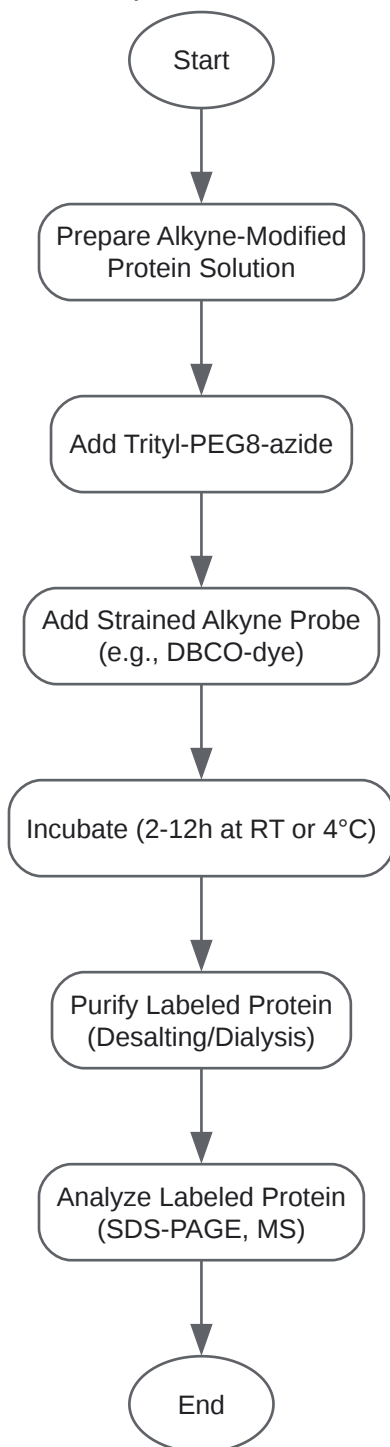 Start
Prepare Alkyne-Modified
Protein Solution
Add Trityl-PEG8-azide
Add Strained Alkyne Probe
(e.g., DBCO-dye)
Incubate (2-12h at RT or 4°C)
Purify Labeled Protein
(Desalting/Dialysis)
Analyze Labeled Protein
(SDS-PAGE, MS)
End